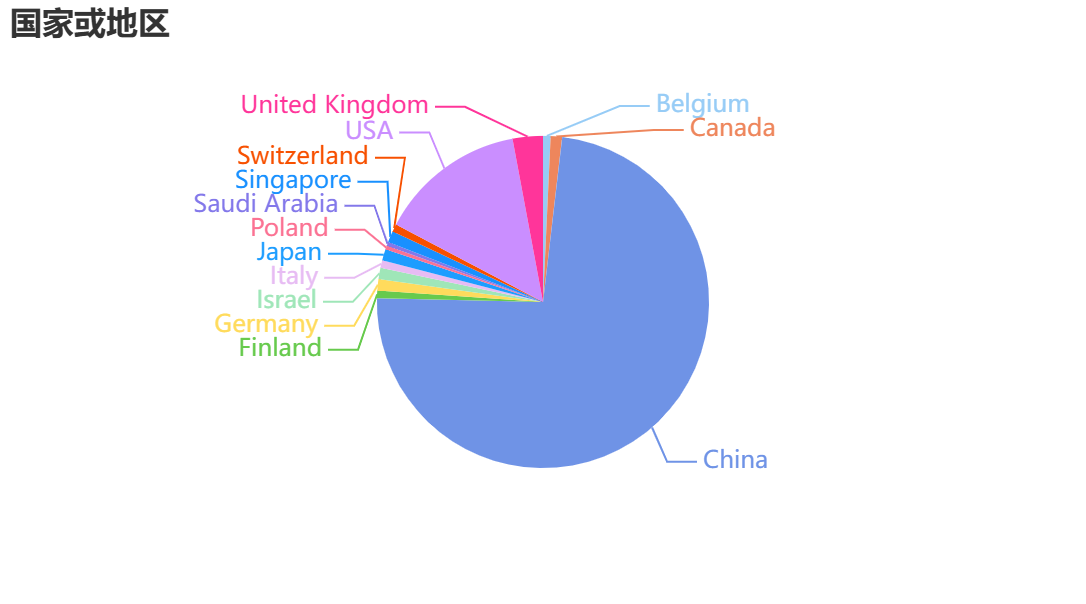 国家或地区
United Kingdom
Belgium
USA
Canada
Switzerland
Singapore
Saudi Arabia
Poland
Japan
Italy
Israel
Germany
Finland
China